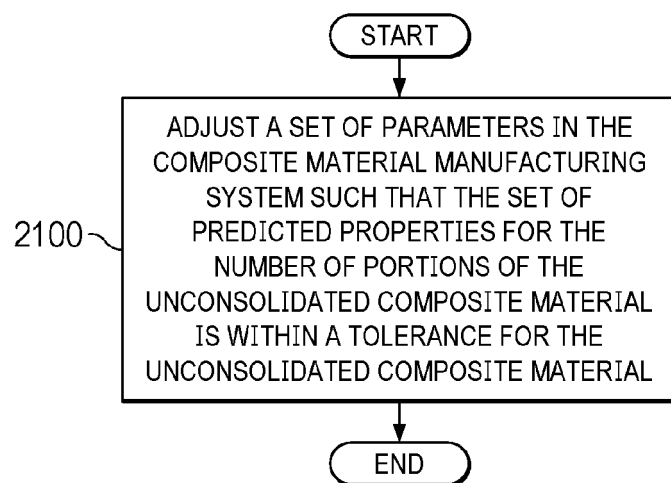 START
ADJUST A SET OF PARAMETERS IN THE
COMPOSITE MATERIAL MANUFACTURING
SYSTEM SUCH THAT THE SET OF
PREDICTED PROPERTIES FOR THE
NUMBER OF PORTIONS OF THE
UNCONSOLIDATED COMPOSITE MATERIAL
IS WITHIN A TOLERANCE FOR THE
UNCONSOLIDATED COMPOSITE MATERIAL
2100
END